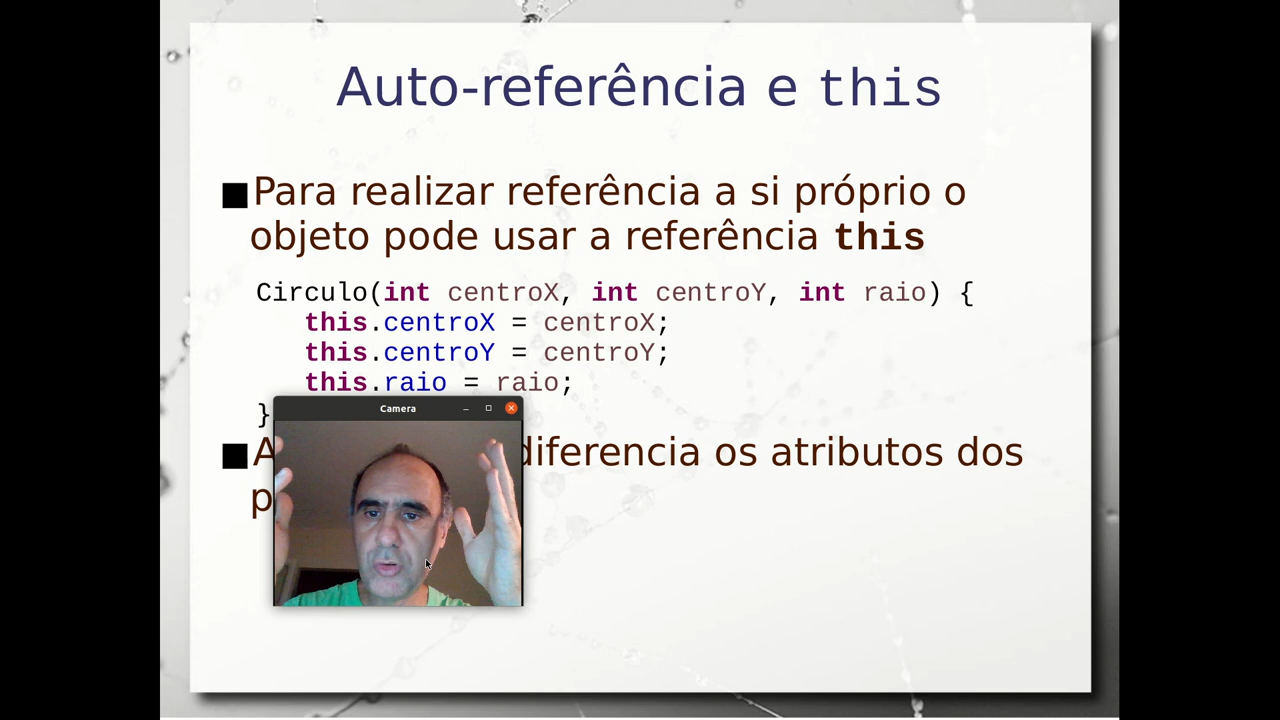 Auto-referência e this
Para realizar referência a si próprio o
objeto pode usar a referência this
Circulo(int centroX, int centroY, int raio) {
this.centroX = centroX;
this.centroY = centroY;
this.raio = raio;
}
Camera
diferencia os atributos dos